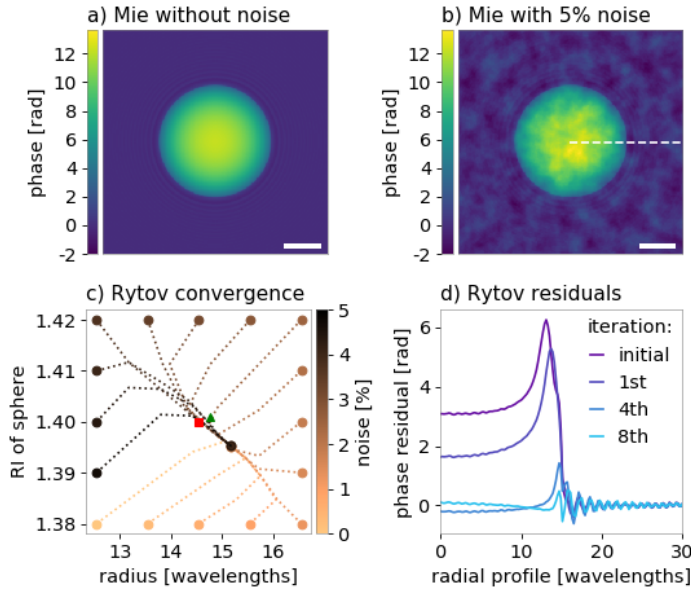 a) Mie without noise
phase [rad]
12
10
8
6
4
2
0
-2
b) Mie with 5% noise
phase [rad]
12
10
8
6
4
2
0
-2
c) Rytov convergence
RI of sphere
1.42
1.41
1.40
1.39
1.38
13
14
15
16
radius [wavelengths]
5
4
3
2
1
0
noise [%]
d) Rytov residuals
phase residual [rad]
6
4
2
0
0
10
20
30
radial profile [wavelengths]
iteration:
initial
1st
4th
8th